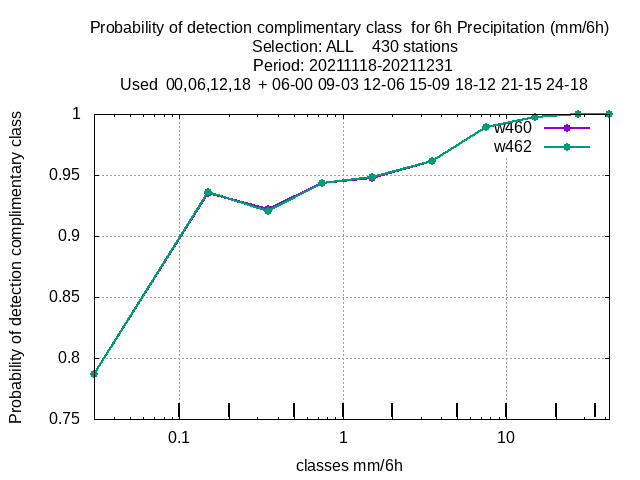 Probability of detection complimentary class  for 6h Precipitation (mm/6h)
Selection: ALL    430 stations
Period: 20211118-20211231
Used  00,06,12,18  + 06-00 09-03 12-06 15-09 18-12 21-15 24-18
Probability of detection complimentary class
1
0.95
0.9
0.85
0.8
0.75
w460
w462
0.1
1
10
classes mm/6h